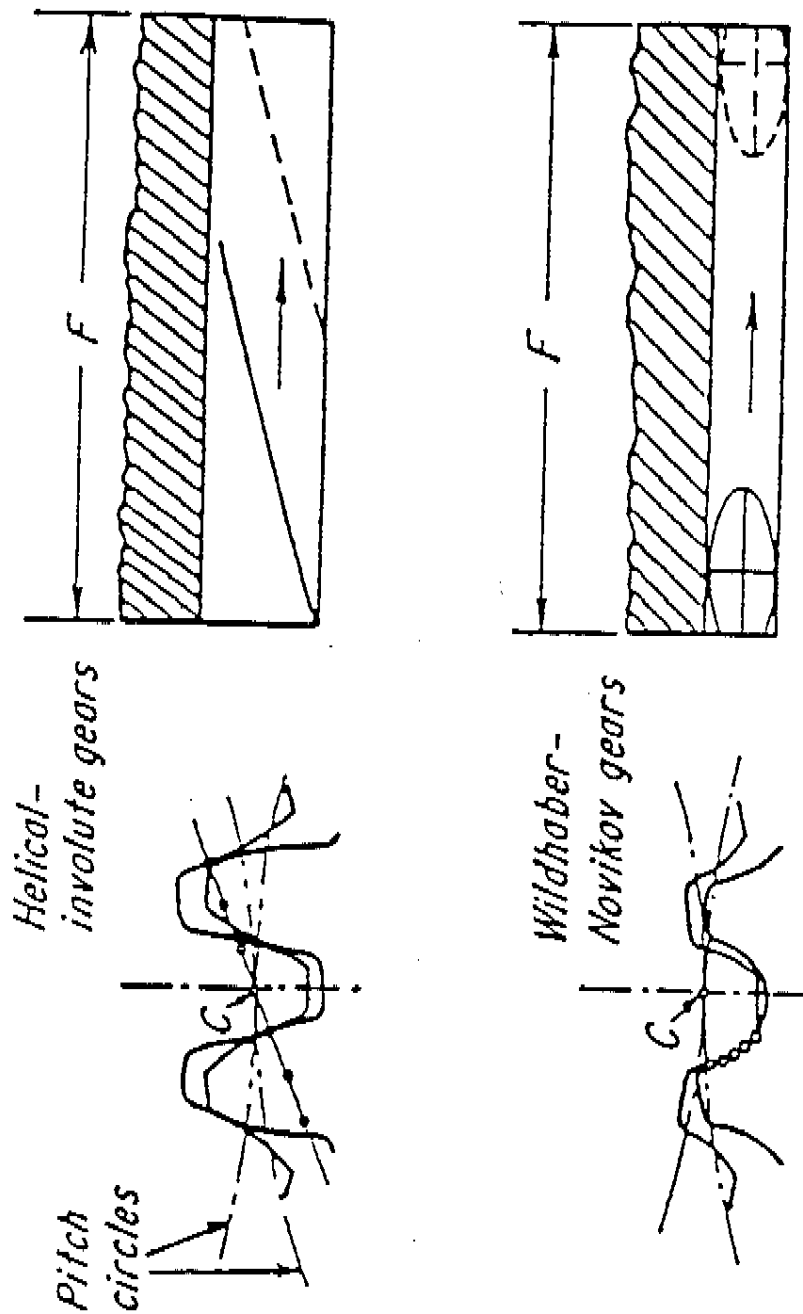 Helical-
involute gears
F
Pitch
circles
C
Wildhaber-
Novikov gears
F
C